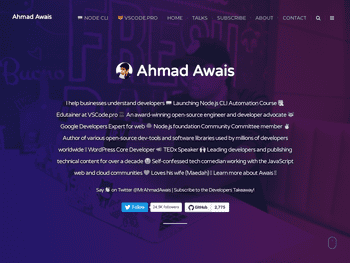 Ahmad Awais
NODE CLI
VSCODE.PRO
HOME
TALKS
SUBSCRIBE
ABOUT
CONTACT
Ahmad Awais
I help businesses understand developers Launching Node.js CLI Automation Course
Edutainer at VSCode.pro An award-winning open-source engineer and developer advocate
Google Developers Expert for web Node.js foundation Community Committee member
Author of various open-source dev-tools and software libraries used by millions of developers
worldwide WordPress Core Developer TEDx Speaker Leading developers and publishing
technical content for over a decade Self-confessed tech comedian working with the JavaScript
web and cloud communities Loves his wife [Maedah] Learn more about Awais
Say on Twitter @MrAhmadAwais | Subscribe to the Developers Takeaway!
Follow
followers
GitHub
2,775